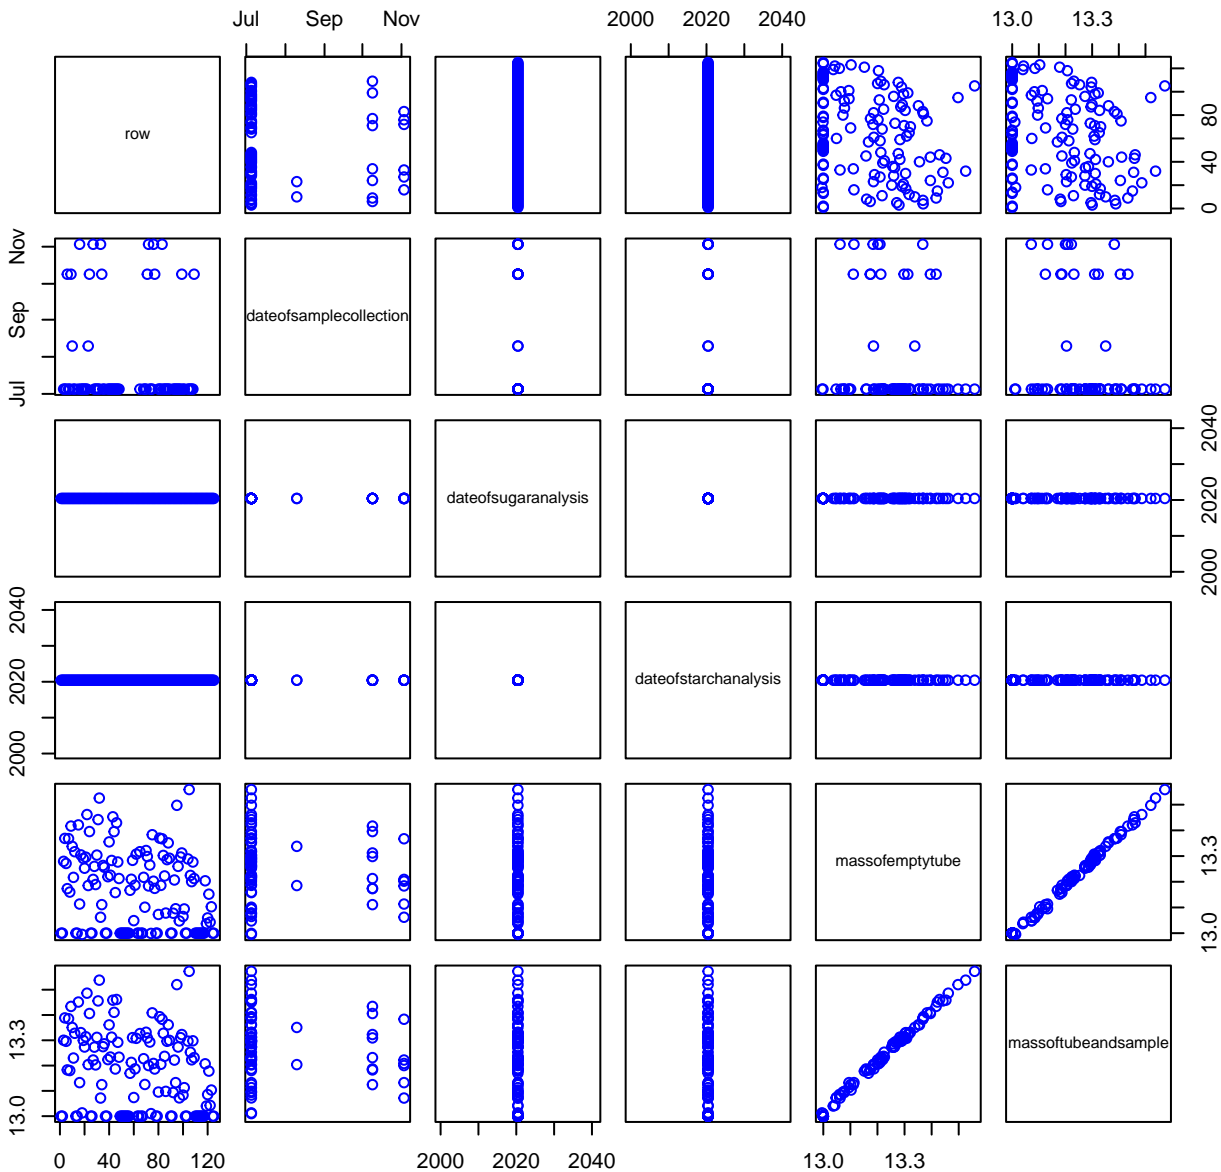 Jul Sep Nov 2000 2020 2040 13.0 13.3
row
0 40 80
Jul Sep Nov
dateofsamplecollection
dateofsugaranalysis
2000 2020 2040
2000 2020 2040
dateofstarchanalysis
massofemptytube
13.0 13.3
13.0 13.3
massoftubeandsample
0 40 80 120 2000 2020 2040 13.0 13.3